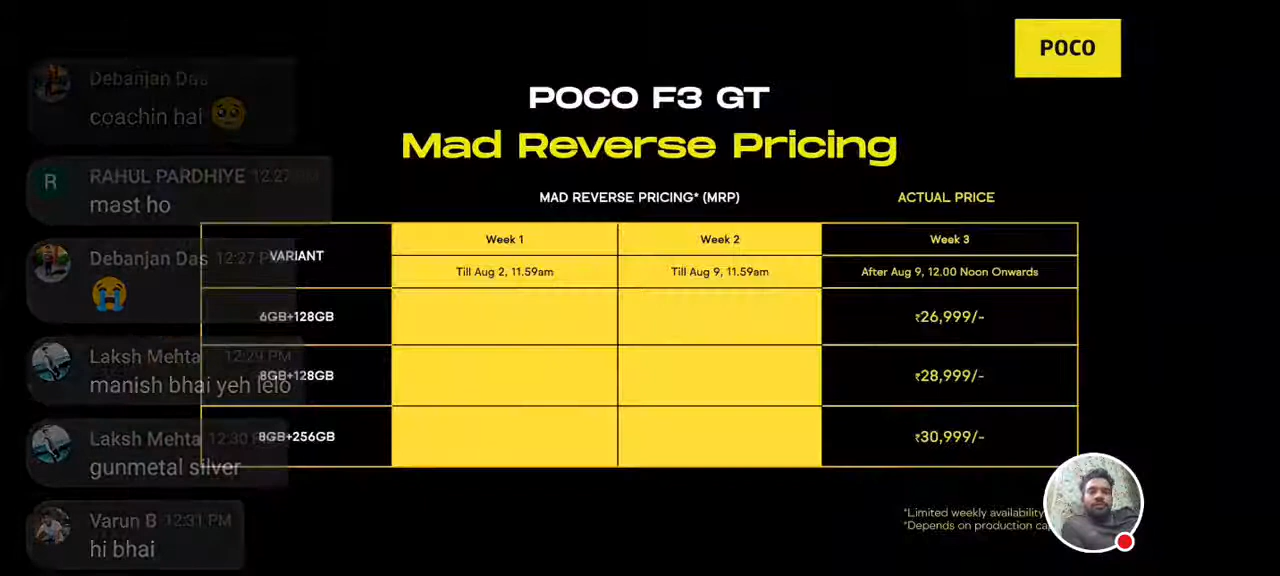 POCO
POCO F3 GT
Mad Reverse Pricing
MAD REVERSE PRICING* (MRP) ACTUAL PRICE
VARIANT Week 1 Week 2 Week 3
Till Aug 2, 11.59am Till Aug 9, 11.59am After Aug 9, 12.00 Noon Onwards
6GB+128GB ₹26,999/-
8GB+128GB ₹28,999/-
8GB+256GB ₹30,999/-
*Limited weekly availability
*Depends on production
Debanjan Das
coachin hai 🥺
R
RAHUL PARDHIYE 12:27
mast ho
Debanjan Das 12:27
😭
Laksh Mehta 12:29 PM
manish bhai yeh lelo
Laksh Mehta 12:30
gunmetal silver
Varun B 12:31 PM
hi bhai